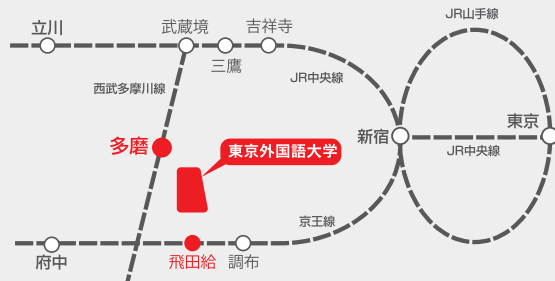 JR山手線
立川
武蔵境
吉祥寺
三鷹
JR中央線
西武多摩川線
東京
新宿
多磨
東京外国語大学
JR中央線
京王線
府中
飛田給
調布